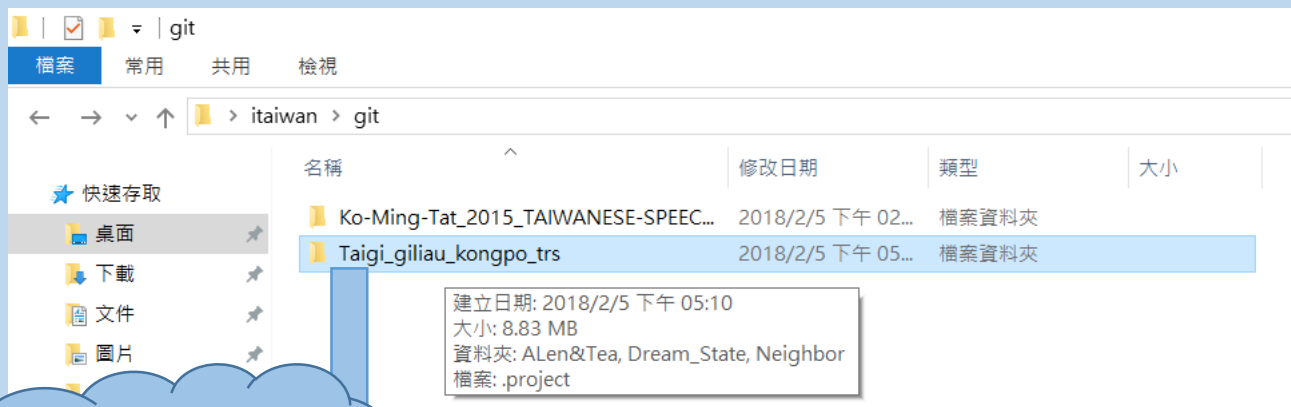 git
檔案 常用 共用 檢視
itaiwan > git
名稱 修改日期 類型 大小
快速存取
桌面
下載
文件
圖片
Ko-Ming-Tat_2015_TAIWANESE-SPEEC... 2018/2/5 下午 02... 檔案資料夾
Taigi_giliau_kongpo_trs 2018/2/5 下午 05... 檔案資料夾
建立日期: 2018/2/5 下午 05:10
大小: 8.83 MB
資料夾: ALen&Tea, Dream_State, Neighbor
檔案: .project